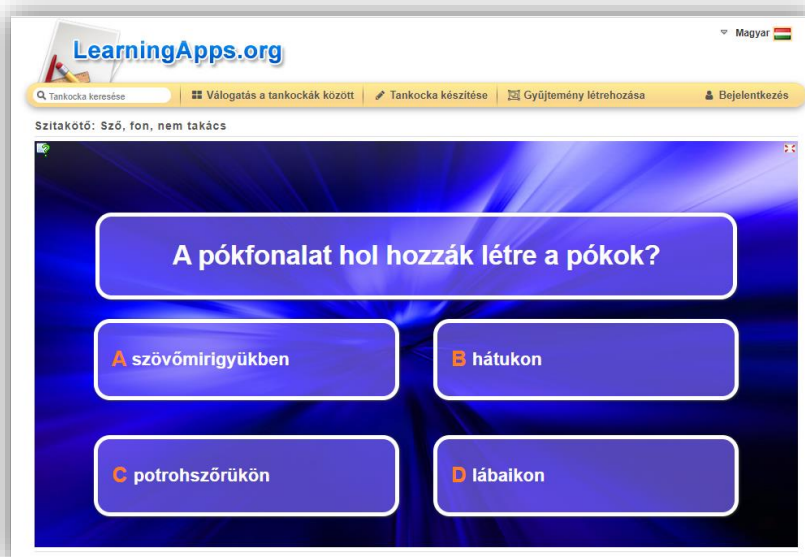 Magyar
LearningApps.org
Tankocka keresése
Válogatás a tankockák között
Tankocka készítése
Gyűjtemény létrehozása
Bejelentkezés
Szitakötő: Sző, fon, nem takács
A pókfonalat hol hozzák létre a pókok?
A szövőmirigyükben
B hátukon
C potrohszőrükön
D lábaikon